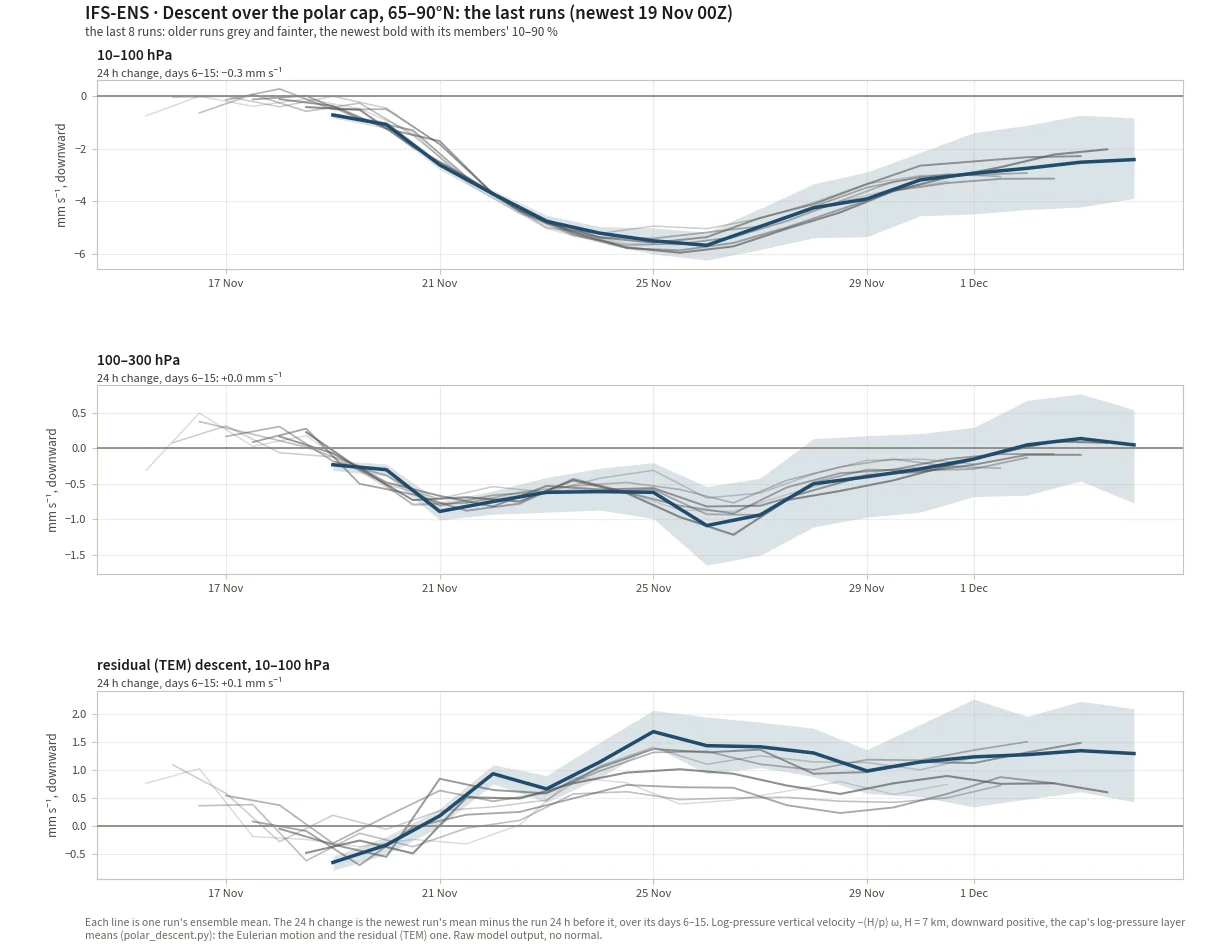 IFS-ENS · Descent over the polar cap, 65–90°N: the last runs (newest 19 Nov 00Z)
the last 8 runs: older runs grey and fainter, the newest bold with its members' 10–90 %
10–100 hPa
24 h change, days 6–15: −0.3 mm s⁻¹
mm s⁻¹, downward
0
−2
−4
−6
17 Nov 21 Nov 25 Nov 29 Nov 1 Dec
100–300 hPa
24 h change, days 6–15: +0.0 mm s⁻¹
mm s⁻¹, downward
0.5
0.0
−0.5
−1.0
−1.5
17 Nov 21 Nov 25 Nov 29 Nov 1 Dec
residual (TEM) descent, 10–100 hPa
24 h change, days 6–15: +0.1 mm s⁻¹
mm s⁻¹, downward
2.0
1.5
1.0
0.5
0.0
−0.5
17 Nov 21 Nov 25 Nov 29 Nov 1 Dec
Each line is one run's ensemble mean. The 24 h change is the newest run's mean minus the run 24 h before it, over its days 6–15. Log-pressure vertical velocity −(H/p) ω, H = 7 km, downward positive, the cap's log-pressure layer
means (polar_descent.py): the Eulerian motion and the residual (TEM) one. Raw model output, no normal.